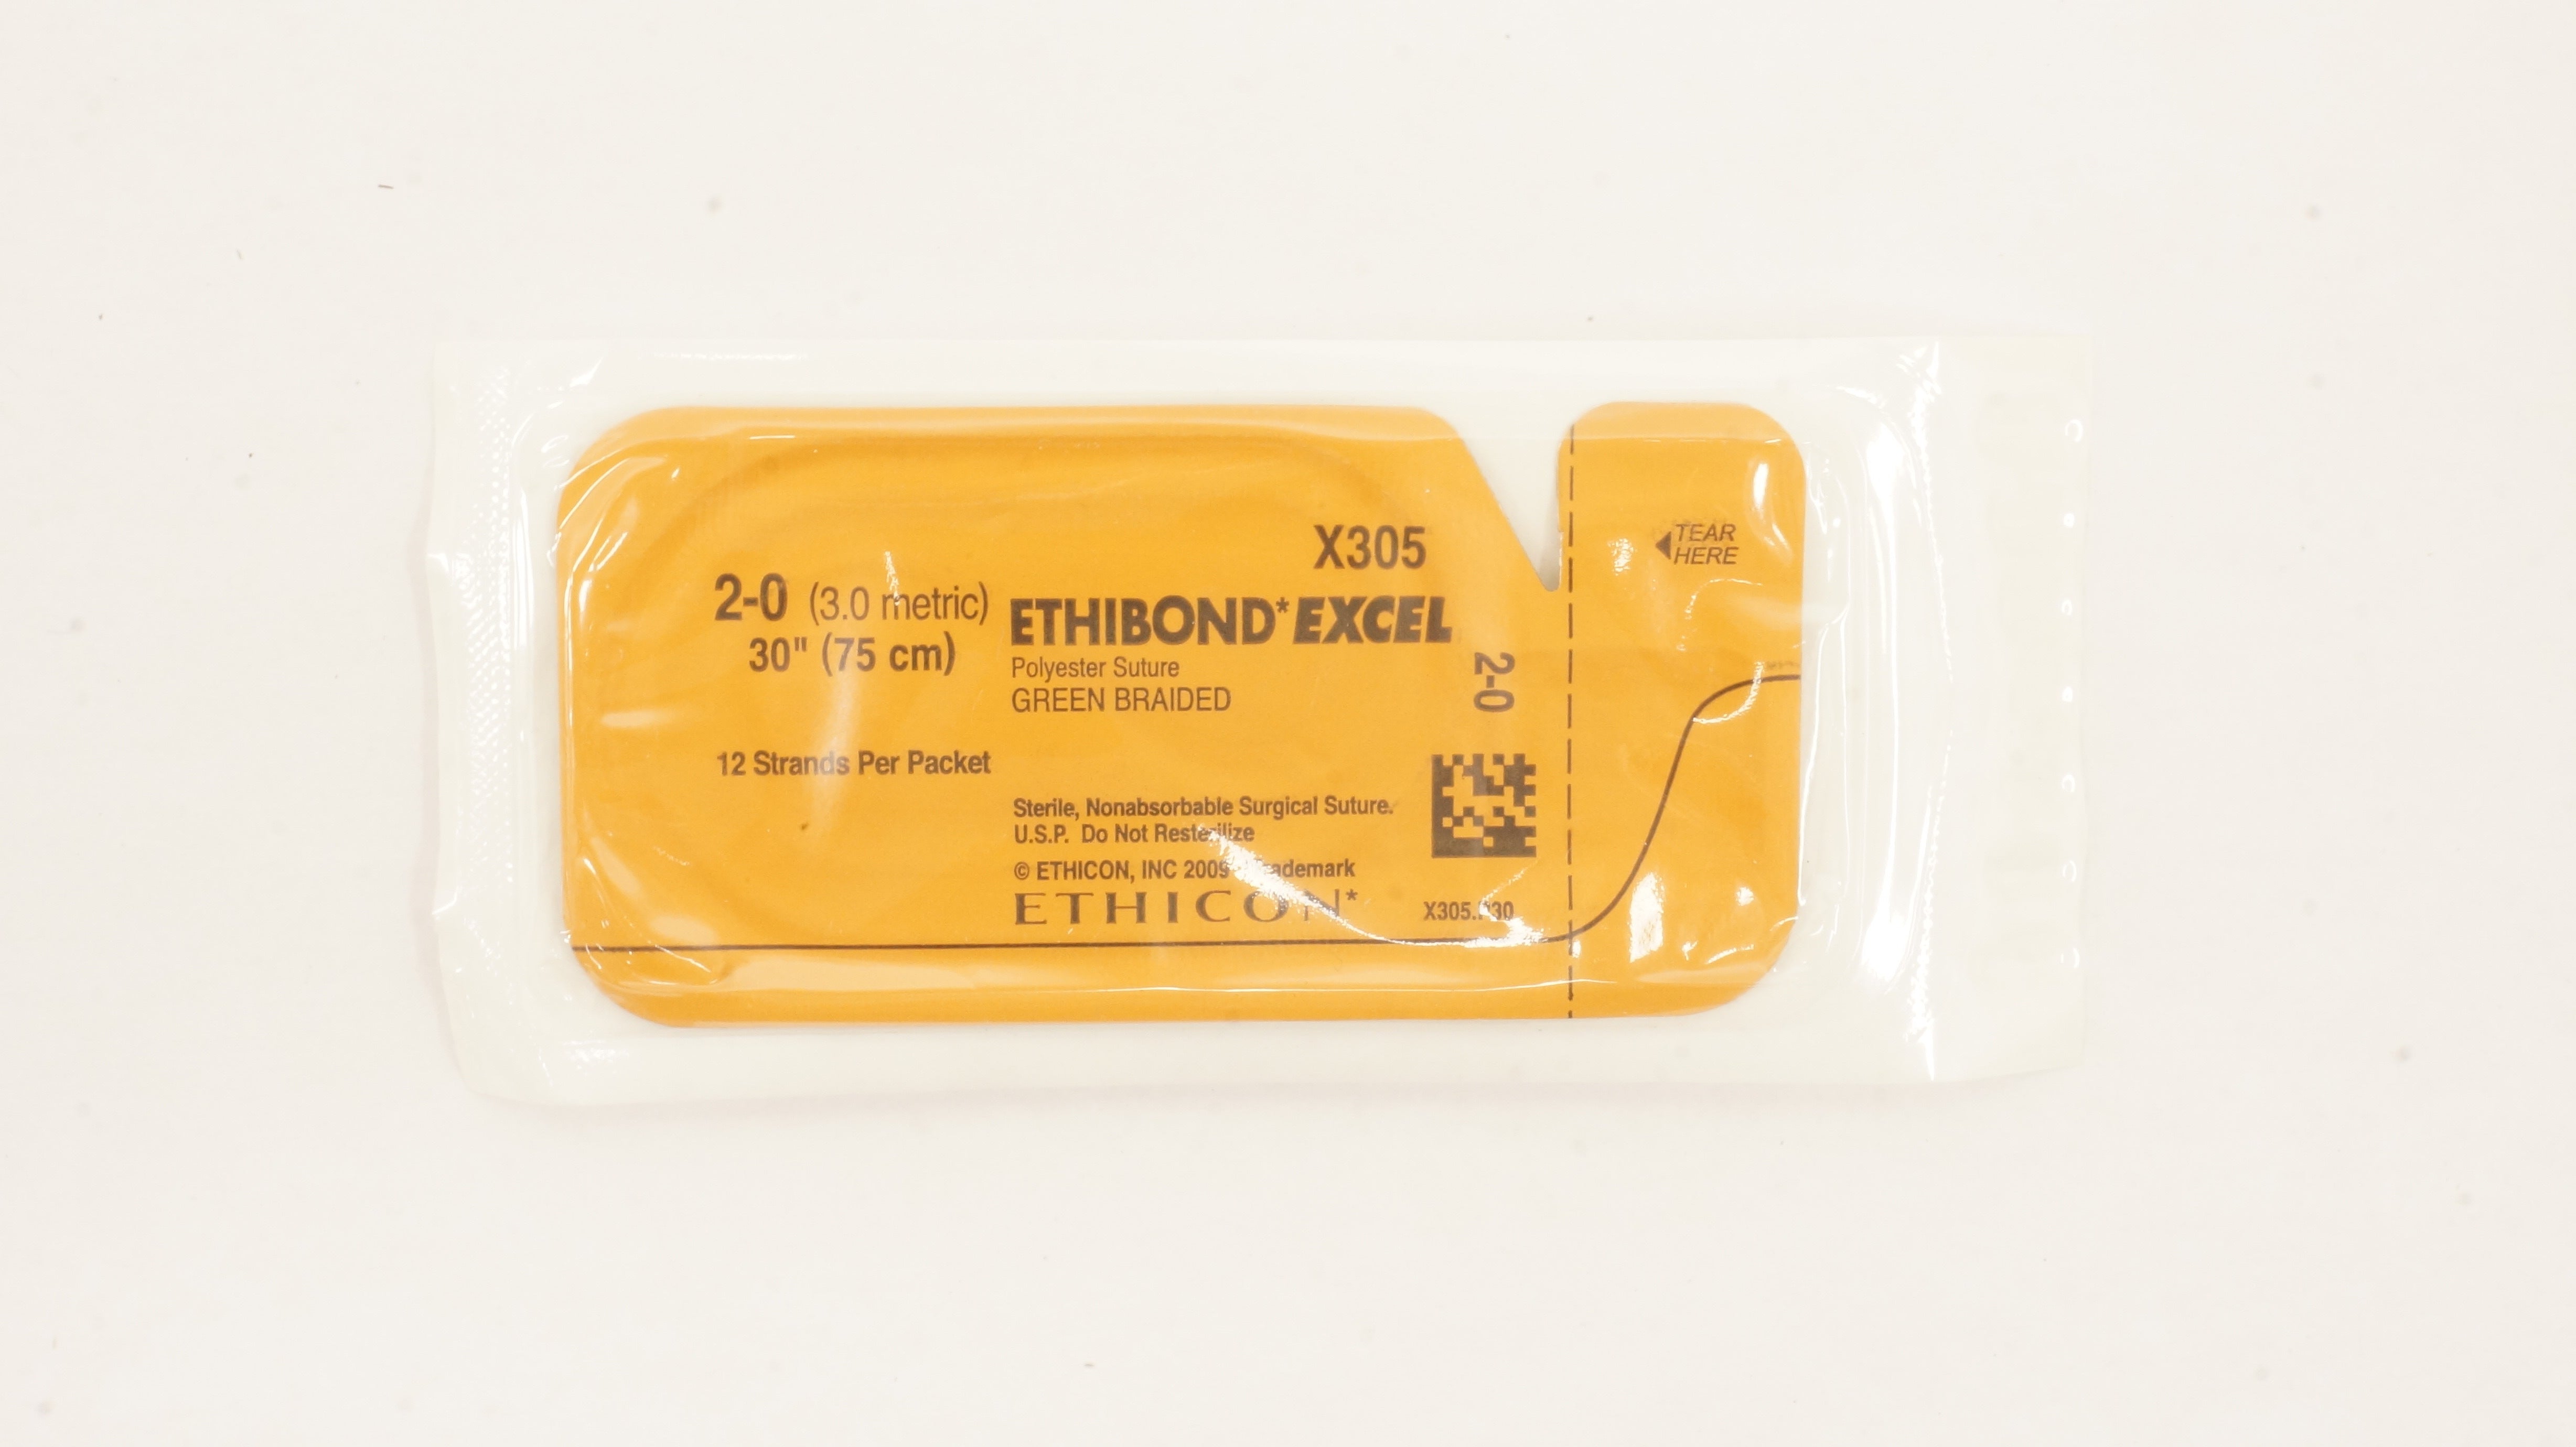 X305
2-0 (3.0 metric)
30" (75 cm)
ETHIBOND* EXCEL
Polyester Suture
GREEN BRAIDED
2-0
12 Strands Per Packet
Sterile, Nonabsorbable Surgical Suture.
U.S.P. Do Not Resterilize
© ETHICON, INC 2009
ETHICON*
TEAR
HERE